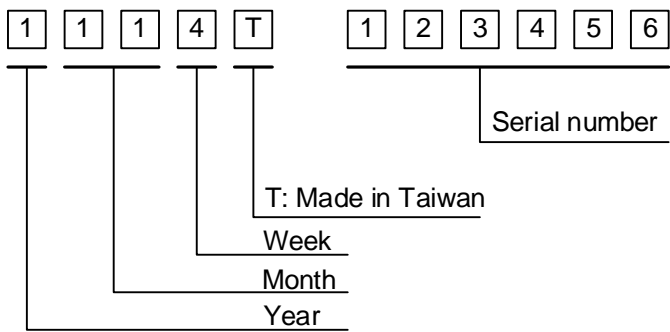 1 1 1 4 T 1 2 3 4 5 6
Serial number
T: Made in Taiwan
Week
Month
Year